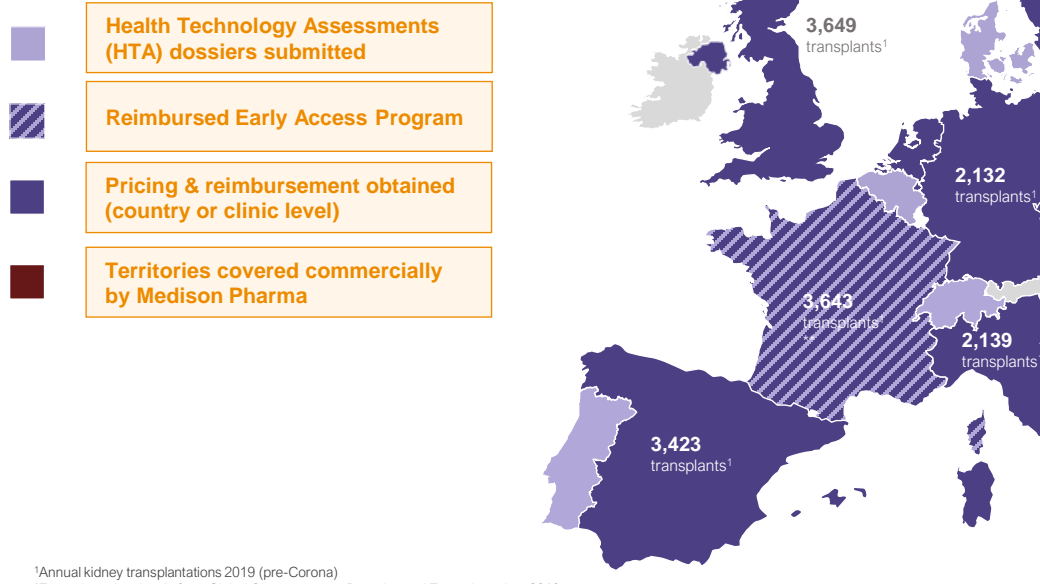 Health Technology Assessments
(HTA) dossiers submitted
Reimbursed Early Access Program
Pricing & reimbursement obtained
(country or clinic level)
Territories covered commercially
by Medison Pharma
3,649
transplants¹
2,132
transplants¹
3,643
transplants¹
*
2,139
transplants
3,423
transplants¹
¹Annual kidney transplantations 2019 (pre-Corona)